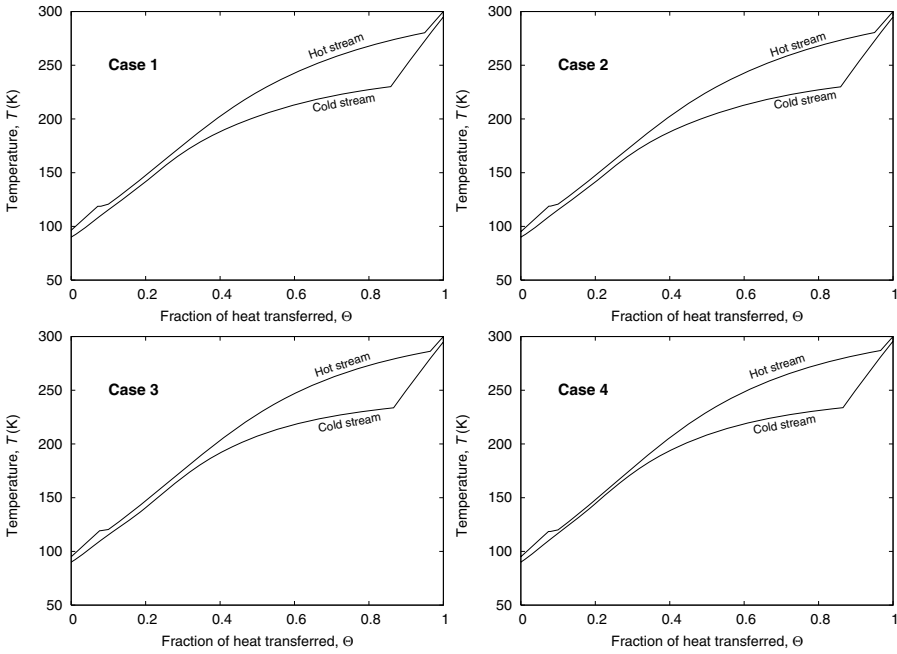 300
250
200
150
100
50
Temperature, T (K)
Case 1
Hot stream
Cold stream
0 0.2 0.4 0.6 0.8 1
Fraction of heat transferred, Θ
300
250
200
150
100
50
Temperature, T (K)
Case 2
Hot stream
Cold stream
0 0.2 0.4 0.6 0.8 1
Fraction of heat transferred, Θ
300
250
200
150
100
50
Temperature, T (K)
Case 3
Hot stream
Cold stream
0 0.2 0.4 0.6 0.8 1
Fraction of heat transferred, Θ
300
250
200
150
100
50
Temperature, T (K)
Case 4
Hot stream
Cold stream
0 0.2 0.4 0.6 0.8 1
Fraction of heat transferred, Θ